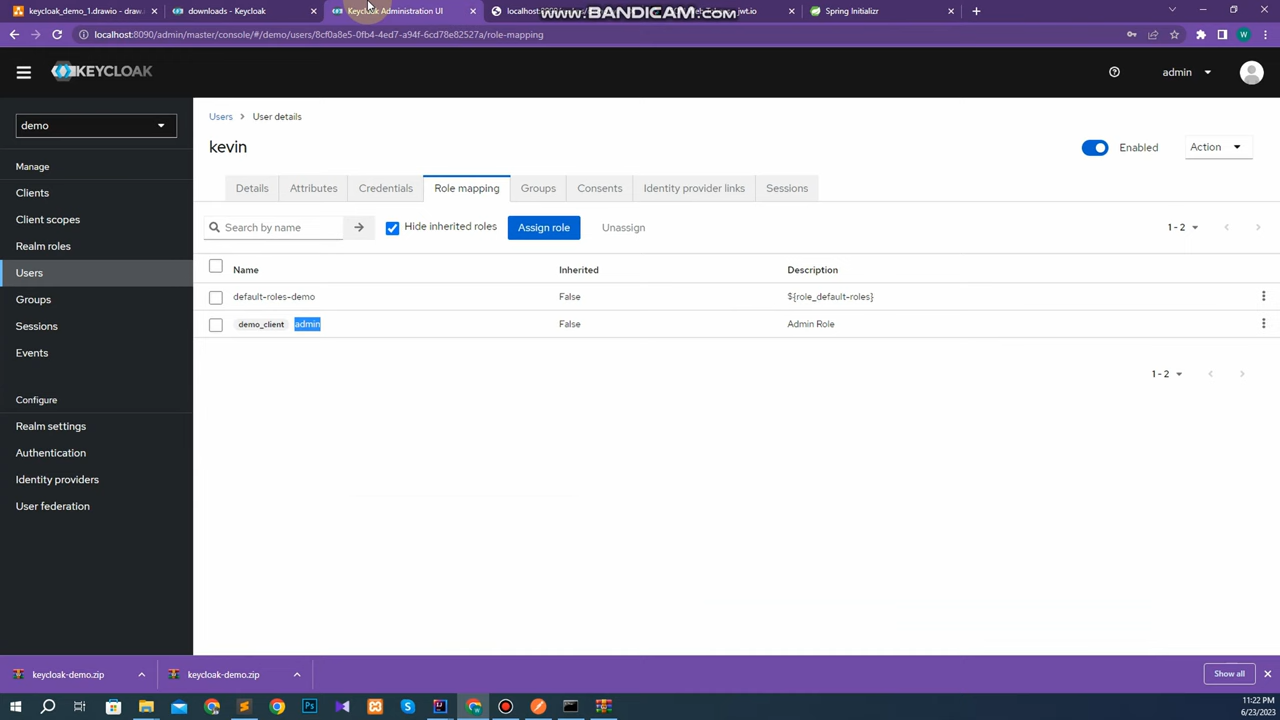 keycloak_demo_1.drawio - draw.
downloads - Keycloak
Keycloak Administration UI
www.BANDICAM.com
jwt.io
Spring Initializr
localhost:8090/admin/master/console/#/demo/users/8cf0a8e5-0fb4-4ed7-a94f-6cd78e82527a/role-mapping
W
KEYCLOAK
admin
demo
Manage
Clients
Client scopes
Realm roles
Users
Groups
Sessions
Events
Configure
Realm settings
Authentication
Identity providers
User federation
Users > User details
kevin
Enabled
Action
Details
Attributes
Credentials
Role mapping
Groups
Consents
Identity provider links
Sessions
Search by name
Hide inherited roles
Assign role
Unassign
1 - 2
Name Inherited Description
default-roles-demo False ${role_default-roles}
demo_client admin False Admin Role
1 - 2
keycloak-demo.zip
keycloak-demo.zip
Show all
11:22 PM
6/23/2023